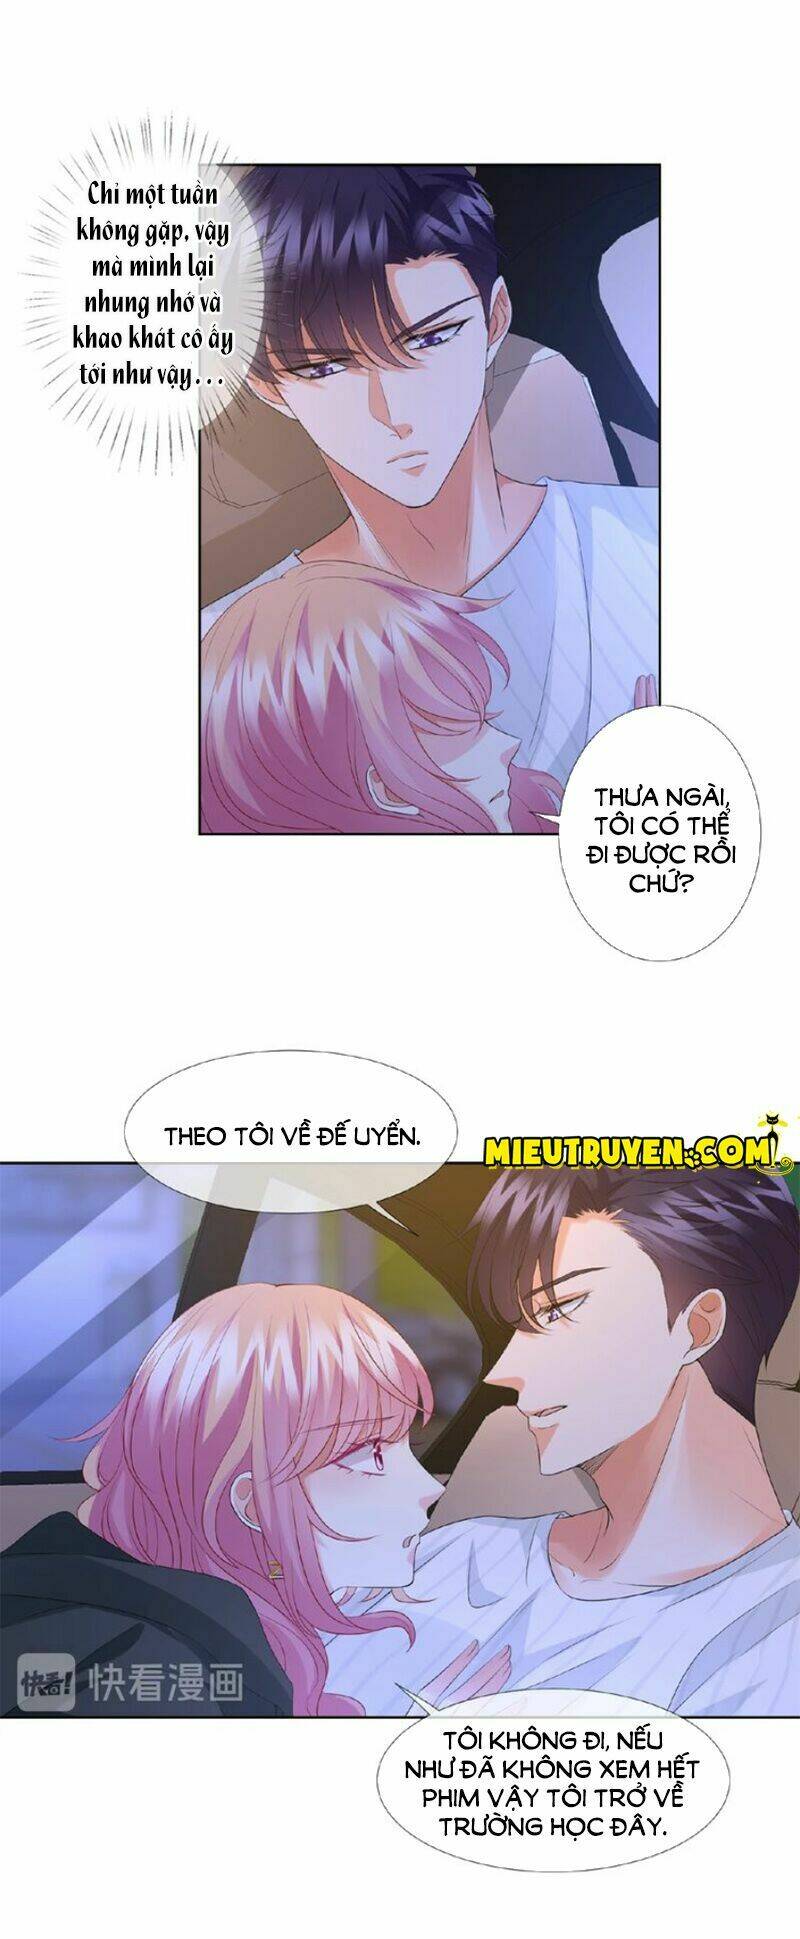 Chỉ một tuần
không gặp, vậy
mà mình lại
nhung nhớ và
khao khát cô ấy
tới như vậy...
THƯA NGÀI,
TÔI CÓ THỂ
ĐI ĐƯỢC RỒI
CHỨ?
THEO TÔI VỀ ĐẾ UYỂN.
MIEUTRUYEN.COM
快看! 快看漫画
TÔI KHÔNG ĐI, NẾU
NHƯ ĐÃ KHÔNG XEM HẾT
PHIM VẬY TÔI TRỞ VỀ
TRƯỜNG HỌC ĐÂY.